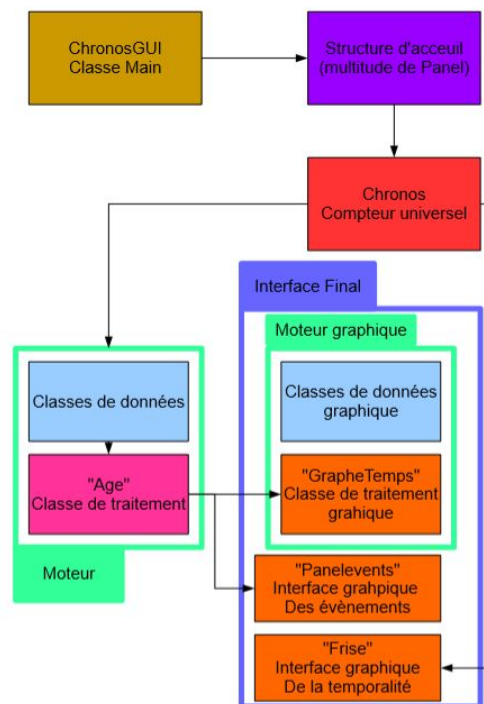 ChronosGUI
Classe Main
Structure d'acceuil
(multitude de Panel)
Chronos
Compteur universel
Interface Final
Moteur graphique
Classes de données
Classes de données
graphique
"Age"
Classe de traitement
"GrapheTemps"
Classe de traitement
grahique
Moteur
"Panelevents"
Interface grahpique
Des évènements
"Frise"
Interface graphique
De la temporalité